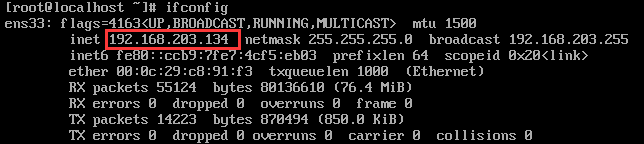 [root@localhost ~]# ifconfig
ens33: flags=4163<UP,BROADCAST,RUNNING,MULTICAST>  mtu 1500
inet 192.168.203.134  netmask 255.255.255.0  broadcast 192.168.203.255
inet6 fe80::ccb9:7fe7:4cf5:eb03  prefixlen 64  scopeid 0x20<link>
ether 00:0c:29:c8:91:f3  txqueuelen 1000  (Ethernet)
RX packets 55124  bytes 80136610 (76.4 MiB)
RX errors 0  dropped 0  overruns 0  frame 0
TX packets 14223  bytes 870494 (850.0 KiB)
TX errors 0  dropped 0 overruns 0  carrier 0  collisions 0